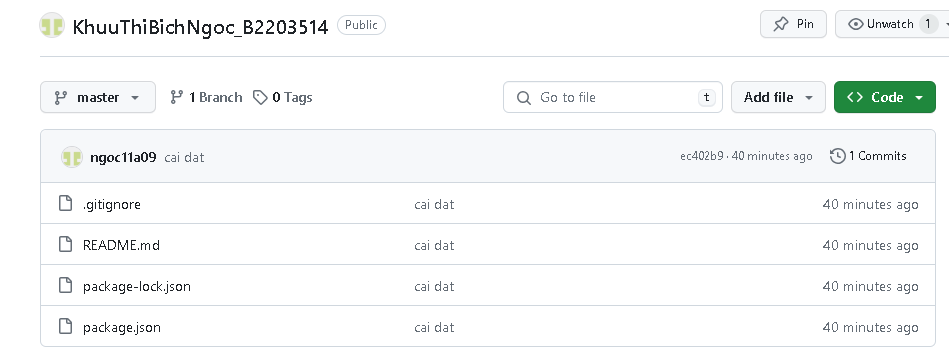 KhuuThiBichNgoc_B2203514 Public Pin Unwatch 1
master 1 Branch 0 Tags Go to file t Add file Code
ngoc11a09 cai dat ec402b9 · 40 minutes ago 1 Commits
.gitignore cai dat 40 minutes ago
README.md cai dat 40 minutes ago
package-lock.json cai dat 40 minutes ago
package.json cai dat 40 minutes ago